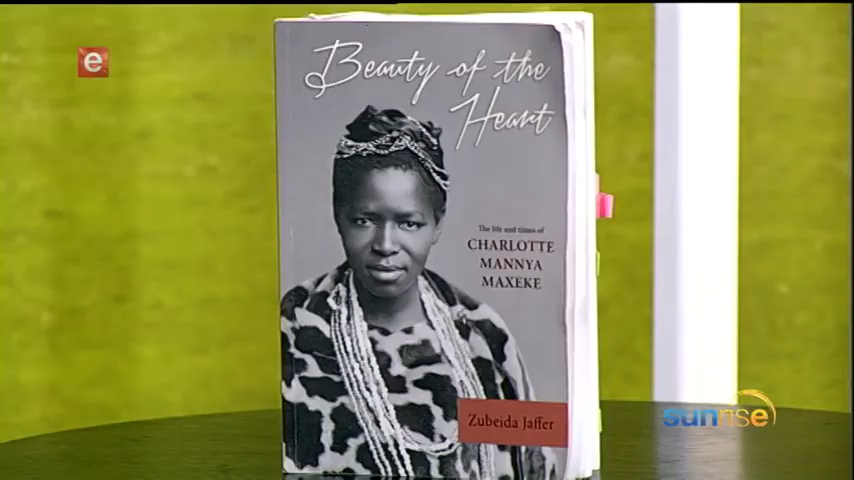 e
Beauty of the
Heart
The life and times of
CHARLOTTE
MANNYA
MAXEKE
Zubeida Jaffer
sunrise